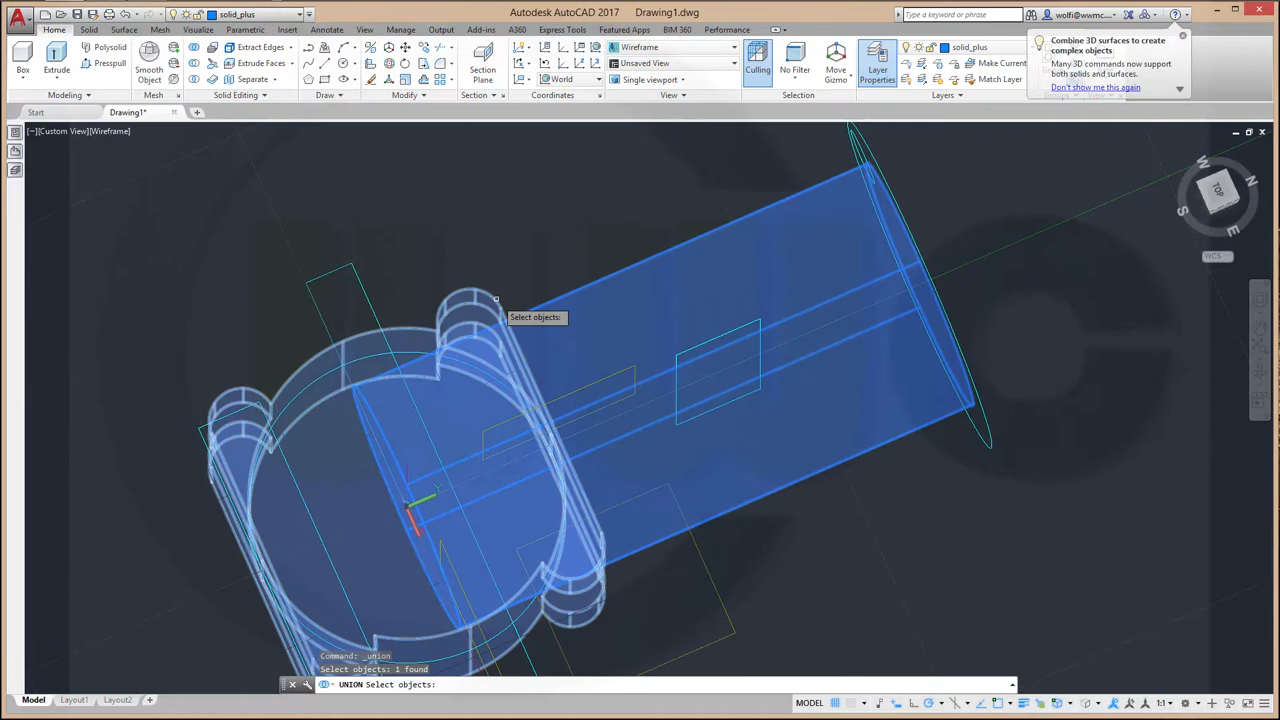 Autodesk AutoCAD 2017 Drawing1.dwg
solid_plus
Type a keyword or phrase
wolfi@wwmc...
Home Solid Surface Mesh Visualize Parametric Insert Annotate View Manage Output Add-ins A360 Express Tools Featured Apps BIM 360 Performance
Box
Extrude
Polysolid
Presspull
Smooth
Object
Extract Edges
Extrude Faces
Separate
Section
Plane
Wireframe
Unsaved View
World
Single viewport
Culling
No Filter
Move
Gizmo
Layer
Properties
solid_plus
Make Current
Match Layer
Modeling
Mesh
Solid Editing
Draw
Modify
Section
Coordinates
View
Selection
Layers
Combine 3D surfaces to create
complex objects
Many 3D commands now support
both solids and surfaces.
Don't show me this again
Start
Drawing1*
[−][Custom View][Wireframe]
W
N
TOP
S
E
WCS
Select objects:
Y
Command: _union
Select objects: 1 found
UNION Select objects:
Model Layout1 Layout2
MODEL
1:1